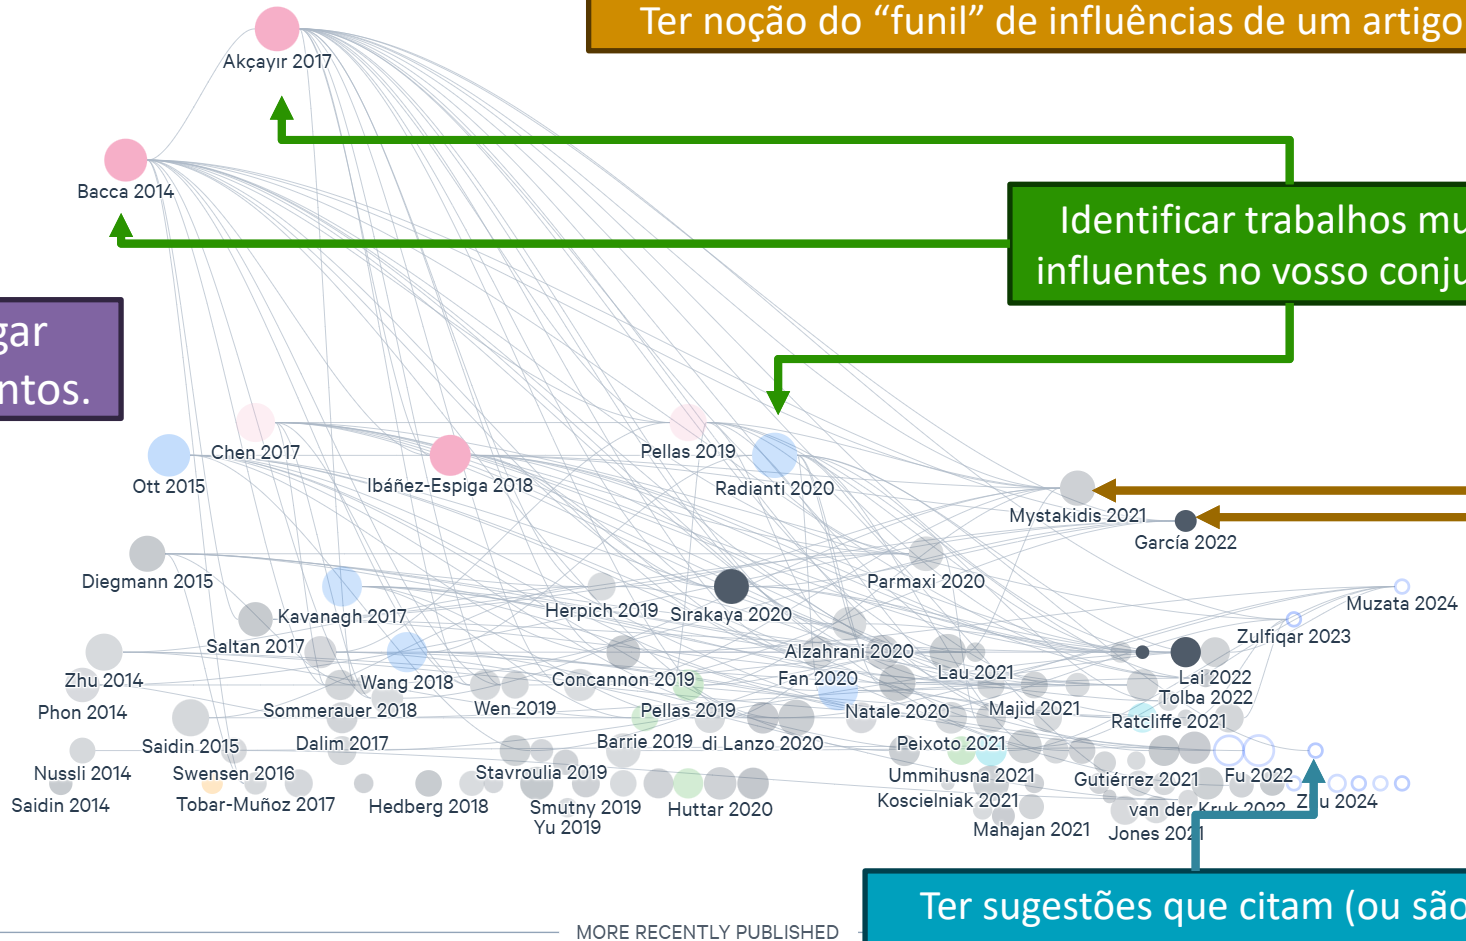 Ter noção do “funil” de influências de um artigo
Akçayır 2017
Bacca 2014
Identificar trabalhos mu
influentes no vosso conju
gar
ntos.
Chen 2017
Pellas 2019
Ott 2015
Ibáñez-Espiga 2018
Radianti 2020
Mystakidis 2021
García 2022
Diegmann 2015
Parmaxi 2020
Kavanagh 2017
Herpich 2019
Sırakaya 2020
Muzata 2024
Saltan 2017
Zulfiqar 2023
Alzahrani 2020
Zhu 2014
Wang 2018
Concannon 2019
Fan 2020
Lau 2021
Lai 2022
Tolba 2022
Phon 2014
Sommerauer 2018
Wen 2019
Pellas 2019
Natale 2020
Majid 2021
Ratcliffe 2021
Saidin 2015
Dalim 2017
Barrie 2019
di Lanzo 2020
Peixoto 2021
Nussli 2014
Swensen 2016
Stavroulia 2019
Ummihusna 2021
Gutiérrez 2021
Fu 2022
Saidin 2014
Tobar-Muñoz 2017
Hedberg 2018
Smutny 2019
Huttar 2020
Koscielniak 2021
van der Kruk 2022
Zhu 2024
Yu 2019
Mahajan 2021
Jones 2021
Ter sugestões que citam (ou são
MORE RECENTLY PUBLISHED